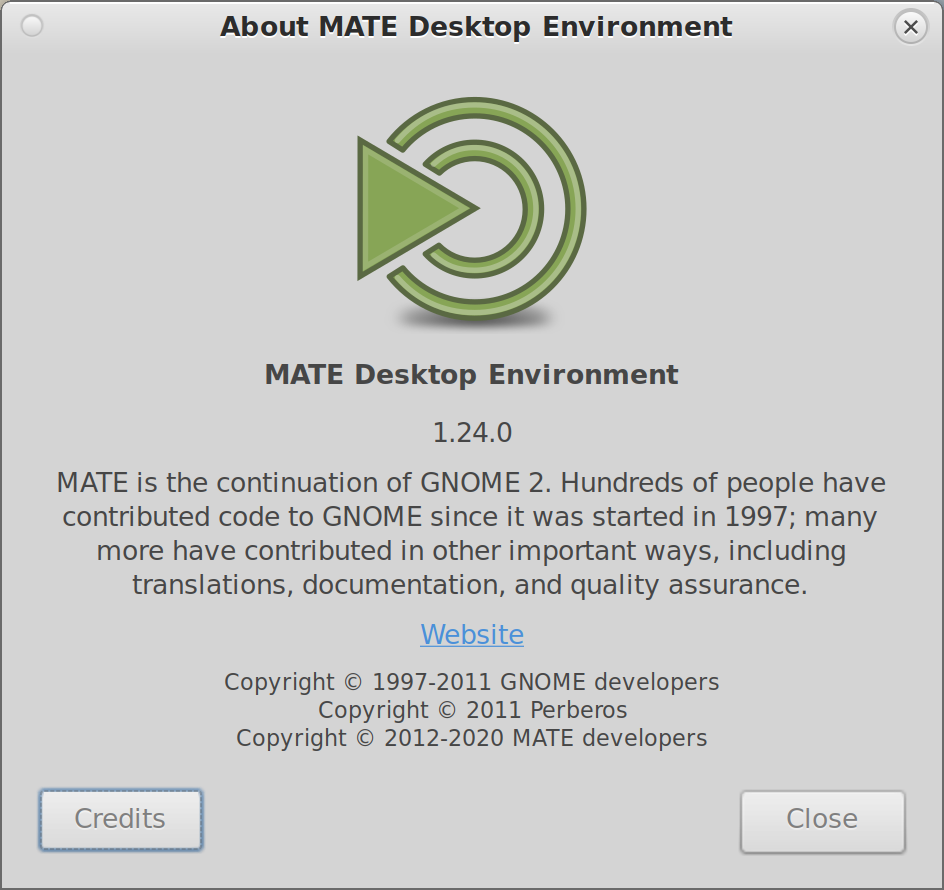 About MATE Desktop Environment
MATE Desktop Environment
1.24.0
MATE is the continuation of GNOME 2. Hundreds of people have
contributed code to GNOME since it was started in 1997; many
more have contributed in other important ways, including
translations, documentation, and quality assurance.
Website
Copyright © 1997-2011 GNOME developers
Copyright © 2011 Perberos
Copyright © 2012-2020 MATE developers
Credits
Close